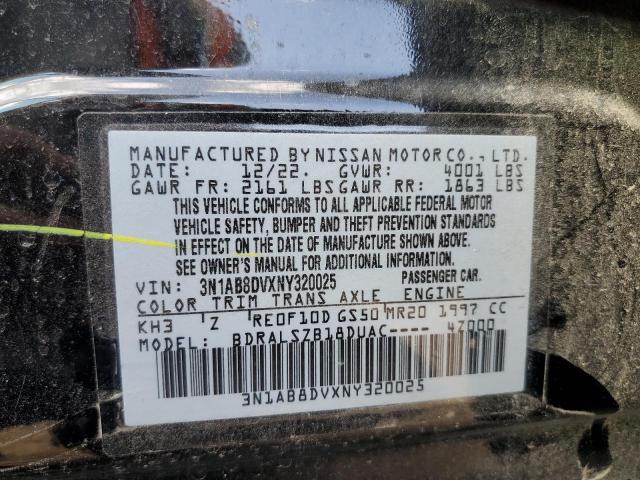 MANUFACTURED BY NISSAN MOTOR CO., LTD.
DATE: 12/22. GVWR: 4001 LBS
GAWR FR: 2161 LBS GAWR RR: 1863 LBS
THIS VEHICLE CONFORMS TO ALL APPLICABLE FEDERAL MOTOR
VEHICLE SAFETY, BUMPER AND THEFT PREVENTION STANDARDS
IN EFFECT ON THE DATE OF MANUFACTURE SHOWN ABOVE.
SEE OWNER'S MANUAL FOR ADDITIONAL INFORMATION.
VIN: 3N1AB8DVXNY320025 PASSENGER CAR.
COLOR TRIM TRANS AXLE ENGINE
KH3 Z RE0F10D GS50 MR20 1997 CC
MODEL: BDRALSZB18DUAC---- 4Z000
3N1AB8DVXNY320025